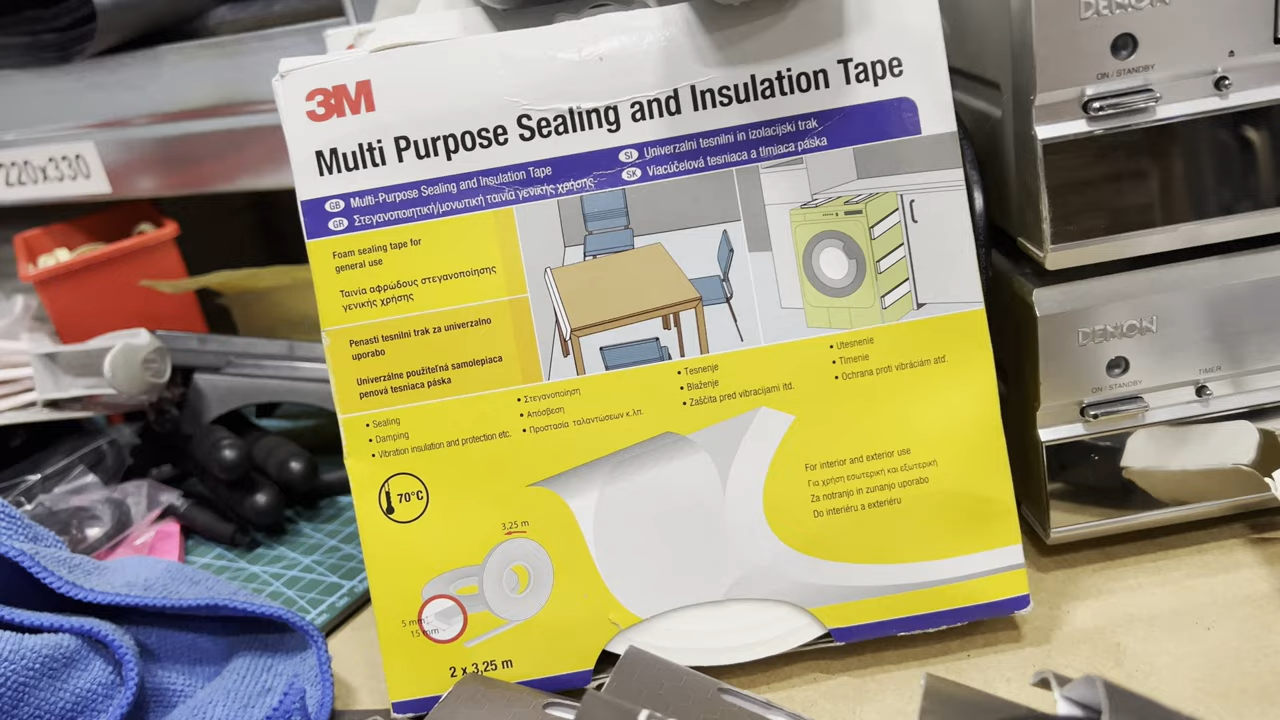 3M
Multi Purpose Sealing and Insulation Tape
GB Multi-Purpose Sealing and Insulation Tape
GR Στεγανοποιητική/μονωτική ταινία γενικής χρήσης
SI Univerzalni tesnilni in izolacijski trak
SK Viacúčelová tesniaca a tlmiaca páska
Foam sealing tape for
general use
Ταινία αφρώδους στεγανοποίησης
γενικής χρήσης
Penasti tesnilni trak za univerzalno
uporabo
Univerzálne použiteľná samolepiaca
penová tesniaca páska
• Sealing
• Damping
• Vibration insulation and protection etc.
• Στεγανοποίηση
• Απόσβεση
• Προστασία ταλαντώσεων κ.λπ.
• Tesnenje
• Blaženje
• Zaščita pred vibracijami itd.
• Utesnenie
• Tlmenie
• Ochrana proti vibráciám atď.
70°C
For interior and exterior use
Για χρήση εσωτερική και εξωτερική
Za notranjo in zunanjo uporabo
Do interiéru a exteriéru
3,25 m
5 mm
15 mm
2 x 3,25 m
220x330
DENON
ON / STANDBY
DENON
ON / STANDBY
TIMER